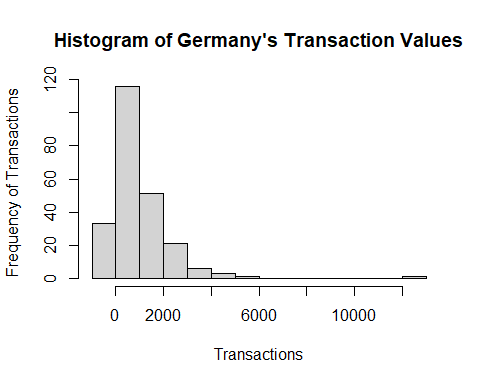 Histogram of Germany's Transaction Values
Frequency of Transactions
120
80
60
40
20
0
0 2000 6000 10000
Transactions